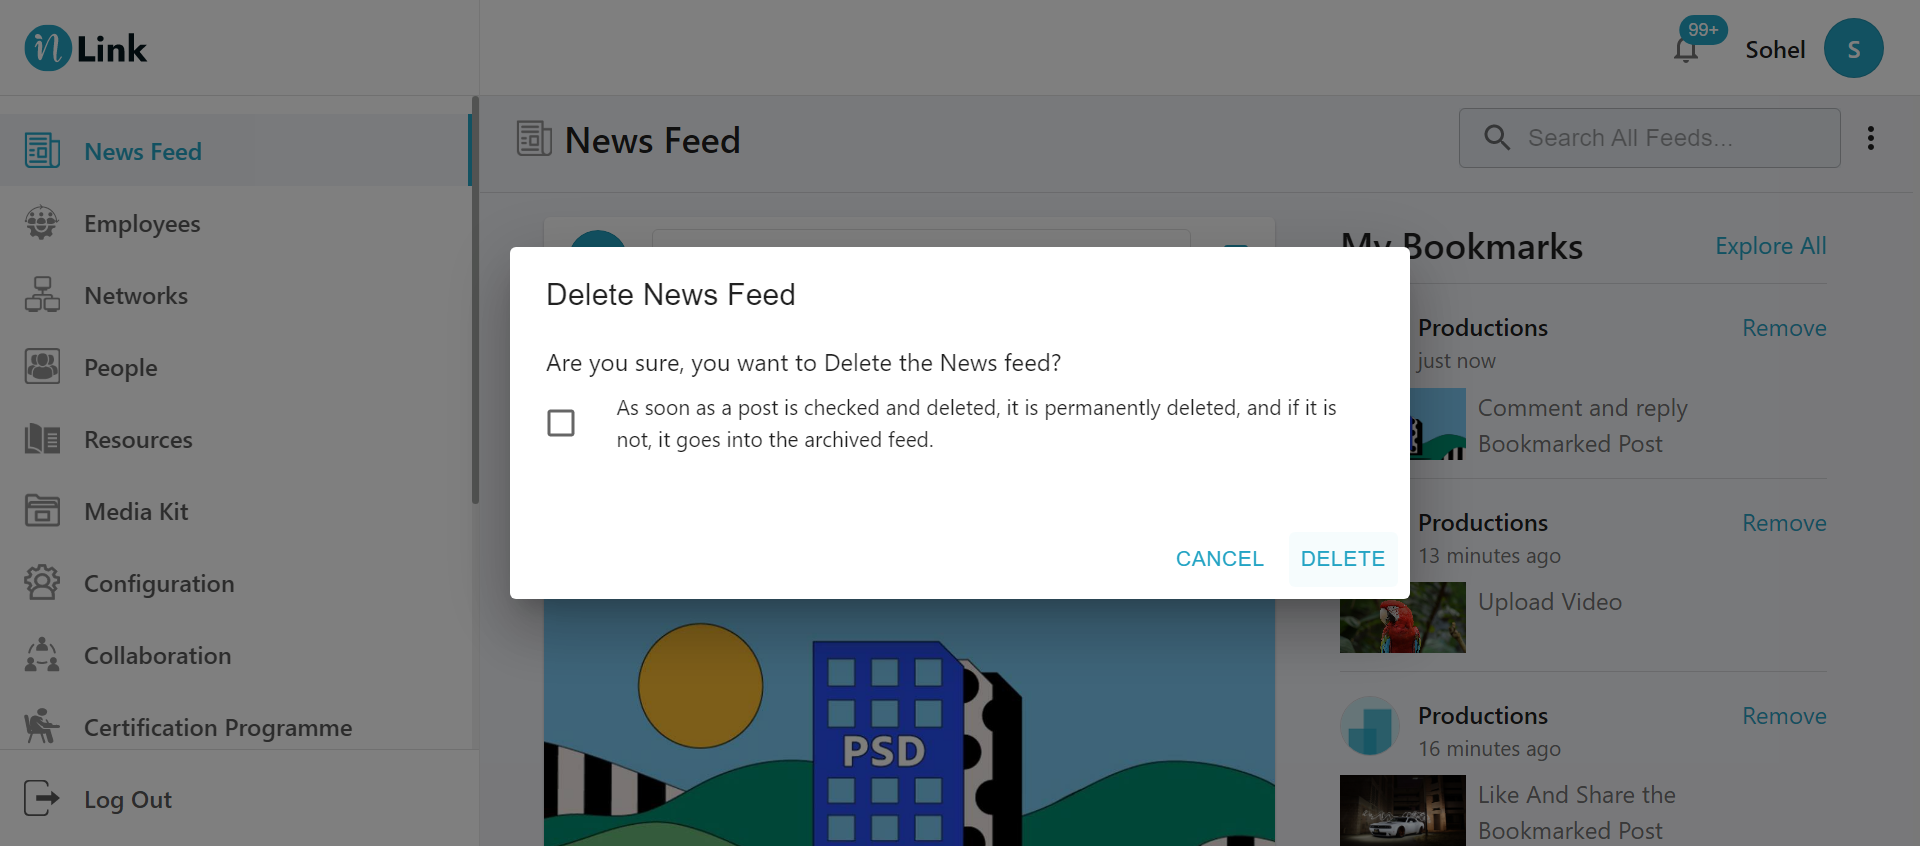 n Link
99+
Sohel
S
News Feed
Employees
Networks
People
Resources
Media Kit
Configuration
Collaboration
Certification Programme
Log Out
News Feed
Search All Feeds...
Delete News Feed
Are you sure, you want to Delete the News feed?
As soon as a post is checked and deleted, it is permanently deleted, and if it is
not, it goes into the archived feed.
CANCEL
DELETE
PSD
My Bookmarks
Explore All
Productions
Remove
just now
Comment and reply
Bookmarked Post
Productions
Remove
13 minutes ago
Upload Video
Productions
Remove
16 minutes ago
Like And Share the
Bookmarked Post